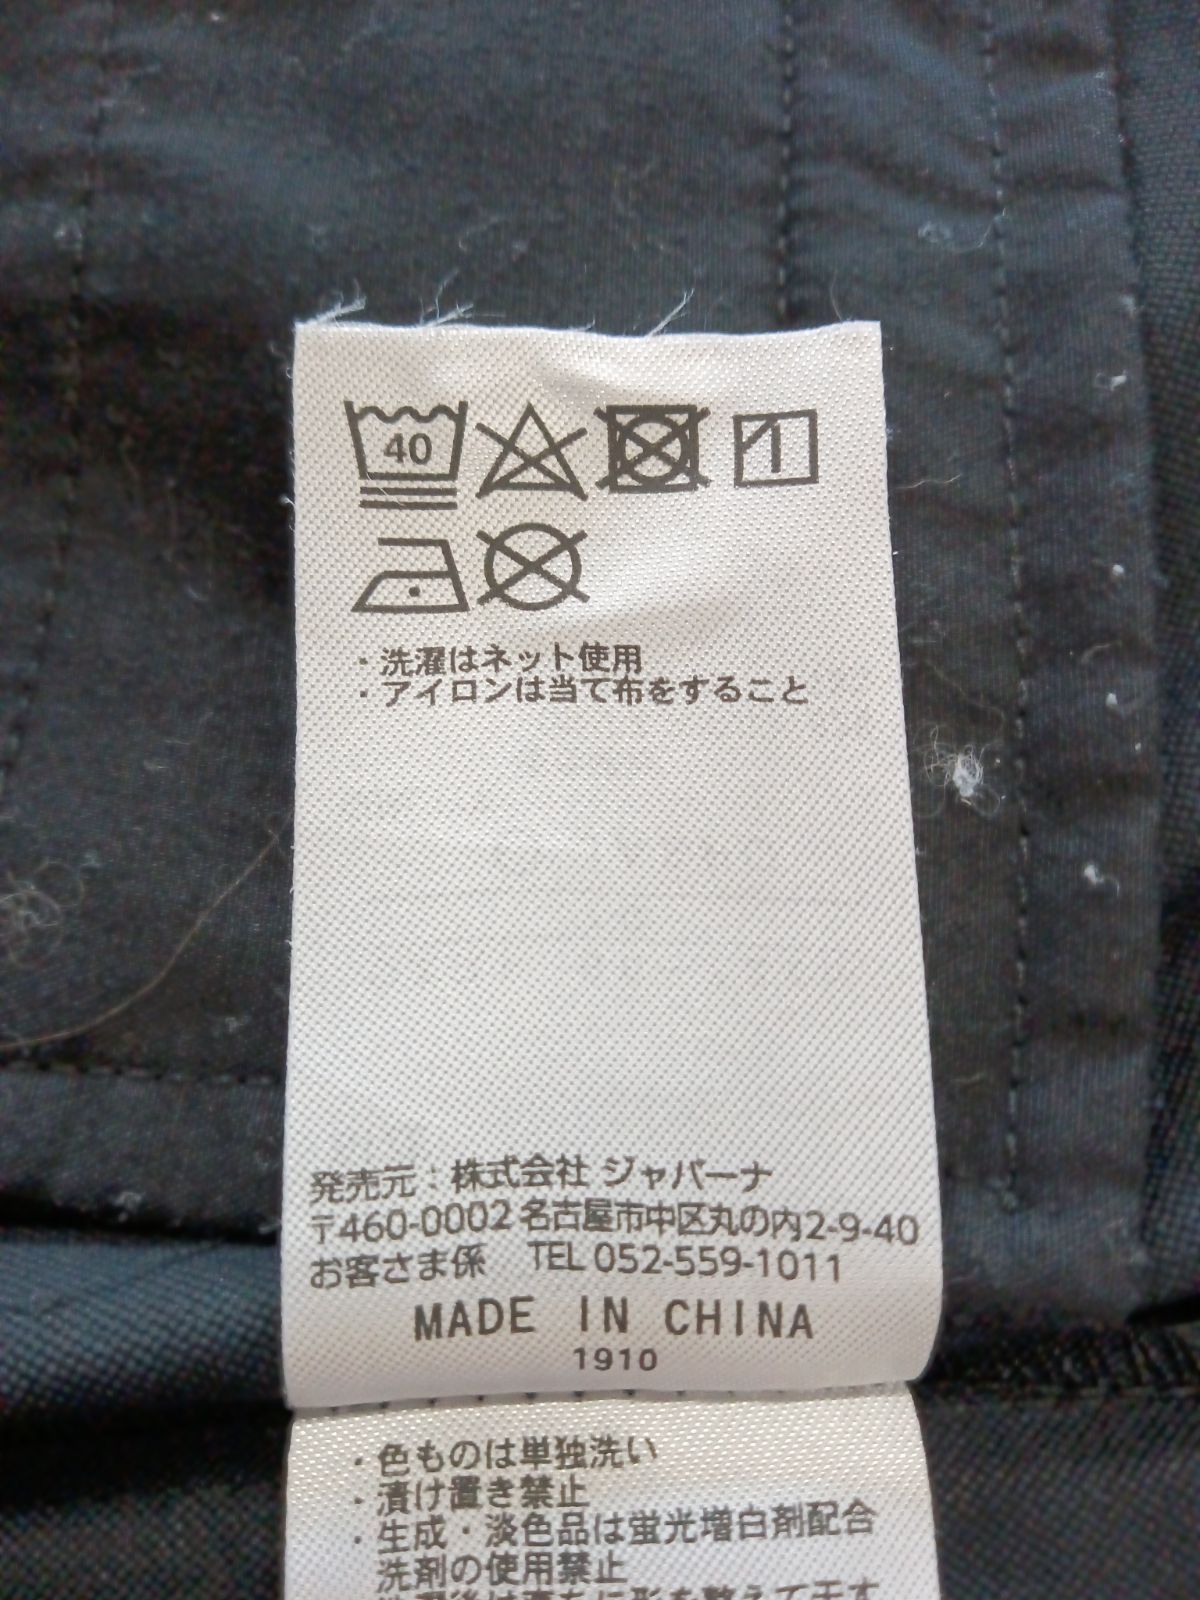 40
・洗濯はネット使用
・アイロンは当て布をすること
発売元：株式会社 ジャバーナ
〒460-0002 名古屋市中区丸の内2-9-40
お客さま係 TEL 052-559-1011
MADE IN CHINA
1910
・色ものは単独洗い
・漬け置き禁止
・生成・淡色品は蛍光増白剤配合
洗剤の使用禁止